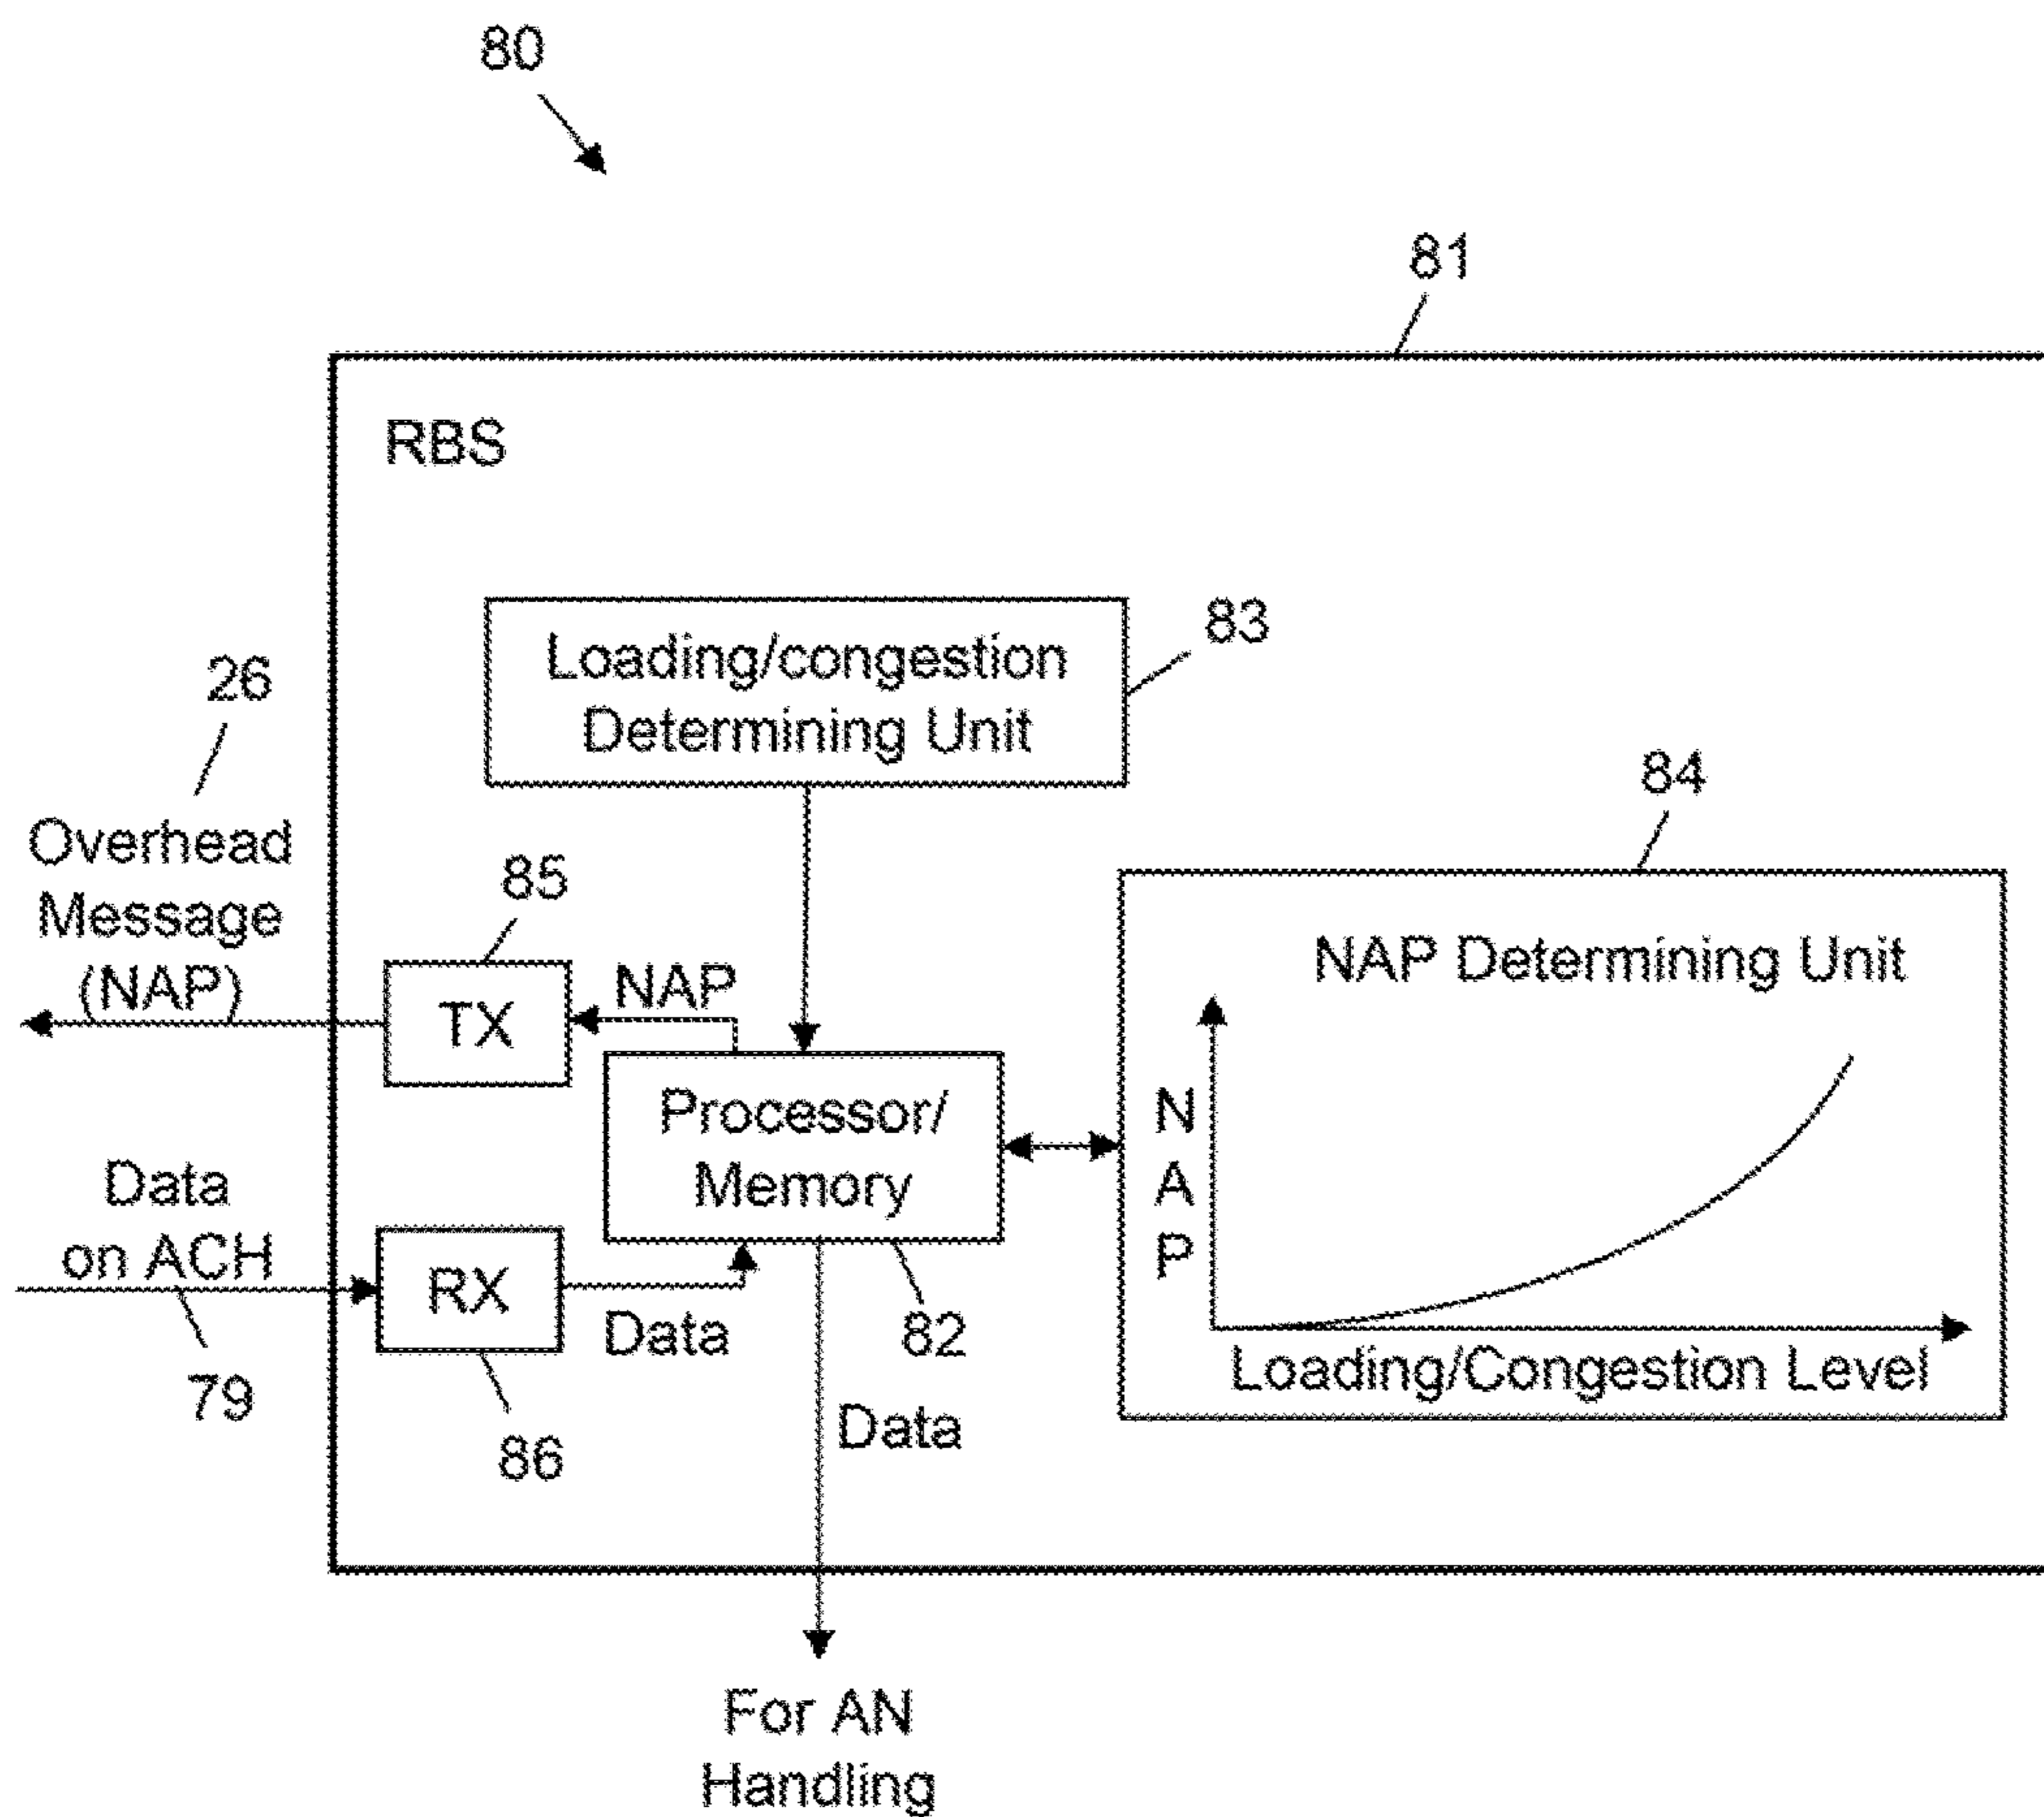 80
81
RBS
83
Loading/congestion
Determining Unit
26
84
Overhead
Message
(NAP)
85
NAP
TX
NAP Determining Unit
N
A
P
Processor/
Memory
Data
on ACH
RX
Data
82
Loading/Congestion Level
79
86
Data
For AN
Handling